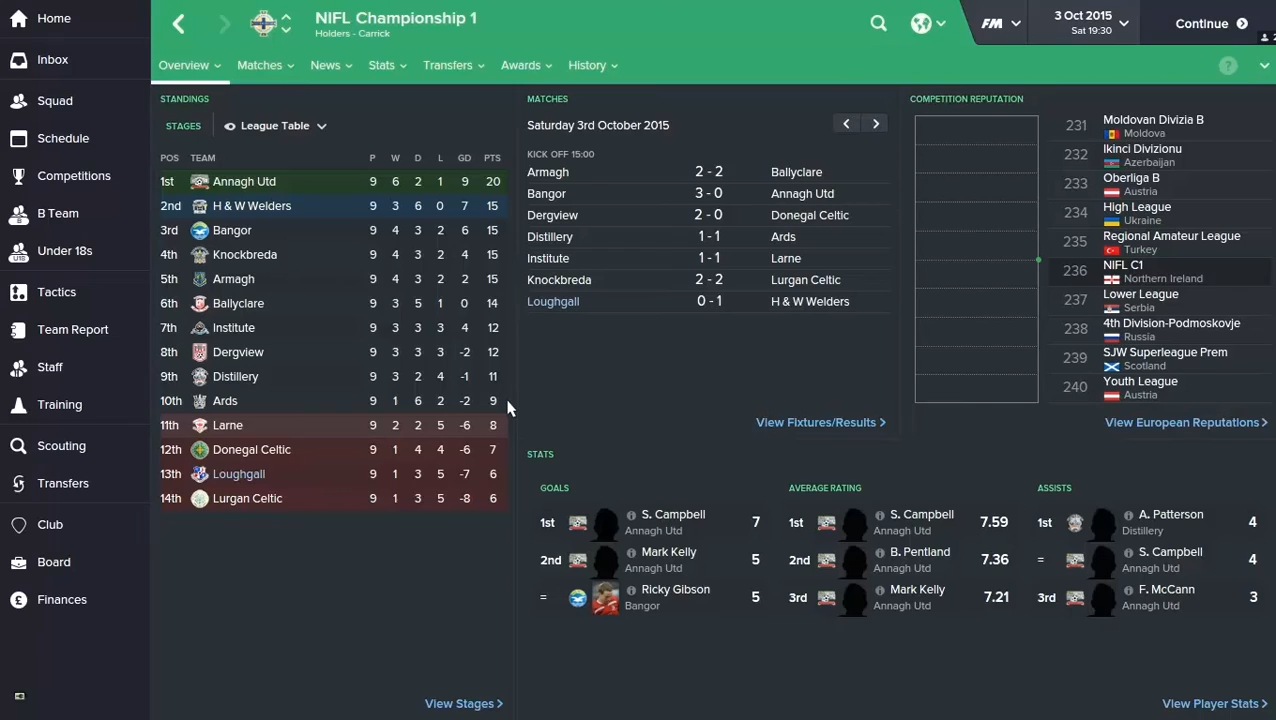 Home
Inbox
Squad
Schedule
Competitions
B Team
Under 18s
Tactics
Team Report
Staff
Training
Scouting
Transfers
Club
Board
Finances
NIFL Championship 1
Holders - Carrick
FM
3 Oct 2015
Sat 19:30
Continue
2
Overview Matches News Stats Transfers Awards History ?
STANDINGS
STAGES League Table
POS TEAM P W D L GD PTS
1st Annagh Utd 9 6 2 1 9 20
2nd H & W Welders 9 3 6 0 7 15
3rd Bangor 9 4 3 2 6 15
4th Knockbreda 9 4 3 2 4 15
5th Armagh 9 4 3 2 2 15
6th Ballyclare 9 3 5 1 0 14
7th Institute 9 3 3 3 4 12
8th Dergview 9 3 3 3 -2 12
9th Distillery 9 3 2 4 -1 11
10th Ards 9 1 6 2 -2 9
11th Larne 9 2 2 5 -6 8
12th Donegal Celtic 9 1 4 4 -6 7
13th Loughgall 9 1 3 5 -7 6
14th Lurgan Celtic 9 1 3 5 -8 6
View Stages >
MATCHES
Saturday 3rd October 2015
KICK OFF 15:00
Armagh 2 - 2 Ballyclare
Bangor 3 - 0 Annagh Utd
Dergview 2 - 0 Donegal Celtic
Distillery 1 - 1 Ards
Institute 1 - 1 Larne
Knockbreda 2 - 2 Lurgan Celtic
Loughgall 0 - 1 H & W Welders
View Fixtures/Results >
COMPETITION REPUTATION
231 Moldovan Divizia B
Moldova
232 Ikinci Divizionu
Azerbaijan
233 Oberliga B
Austria
234 High League
Ukraine
235 Regional Amateur League
Turkey
236 NIFL C1
Northern Ireland
237 Lower League
Serbia
238 4th Division-Podmoskovje
Russia
239 SJW Superleague Prem
Scotland
240 Youth League
Austria
View European Reputations >
STATS
GOALS
1st S. Campbell 7
Annagh Utd
2nd Mark Kelly 5
Annagh Utd
= Ricky Gibson 5
Bangor
AVERAGE RATING
1st S. Campbell 7.59
Annagh Utd
2nd B. Pentland 7.36
Annagh Utd
3rd Mark Kelly 7.21
Annagh Utd
ASSISTS
1st A. Patterson 4
Distillery
= S. Campbell 4
Annagh Utd
3rd F. McCann 3
Annagh Utd
View Player Stats >